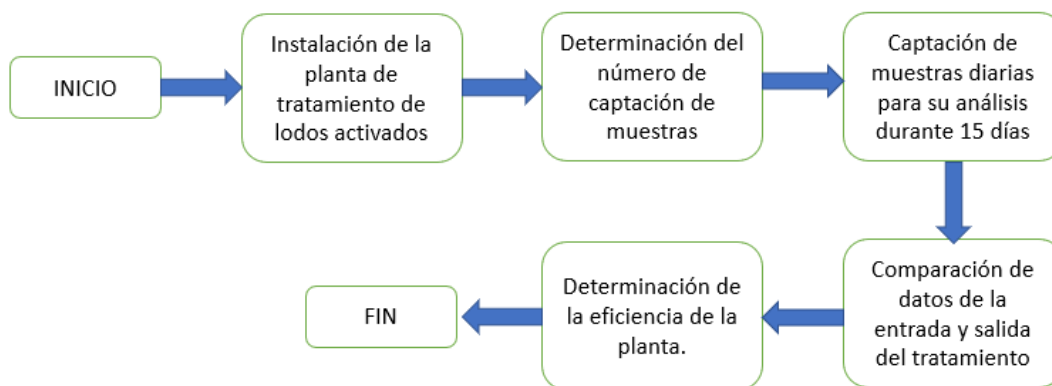 INICIO
Instalación de la
planta de
tratamiento de
lodos activados
Determinación del
número de
captación de
muestras
Captación de
muestras diarias
para su análisis
durante 15 días
Comparación de
datos de la
entrada y salida
del tratamiento
Determinación de
la eficiencia de la
planta.
FIN